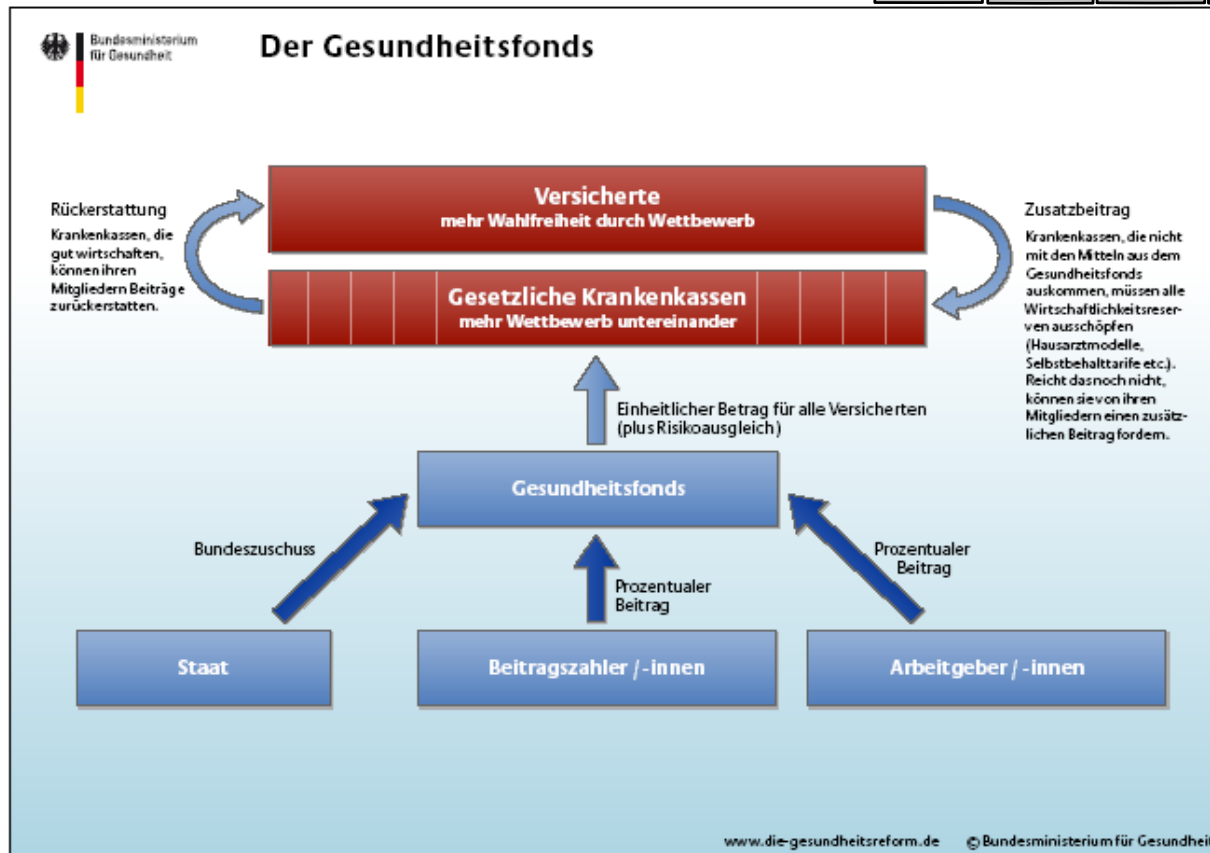 Bundesministerium
für Gesundheit
Der Gesundheitsfonds
Versicherte
mehr Wahlfreiheit durch Wettbewerb
Rückerstattung
Krankenkassen, die
gut wirtschaften,
können ihren
Mitgliedern Beiträge
zurückerstatten.
Zusatzbeitrag
Krankenkassen, die nicht
mit den Mitteln aus dem
Gesundheitsfonds
auskommen, müssen alle
Wirtschaftlichkeitsreser-
ven ausschöpfen
(Hausarztmodelle,
Selbstbehalttarife etc.).
Reicht das noch nicht,
können sie von ihren
Mitgliedern einen zusätz-
lichen Beitrag fordern.
Gesetzliche Krankenkassen
mehr Wettbewerb untereinander
Einheitlicher Betrag für alle Versicherten
(plus Risikoausgleich)
Gesundheitsfonds
Bundeszuschuss
Prozentualer
Beitrag
Prozentualer
Beitrag
Staat
Beitragszahler / -innen
Arbeitgeber / -innen
www.die-gesundheitsreform.de © Bundesministerium für Gesundheit